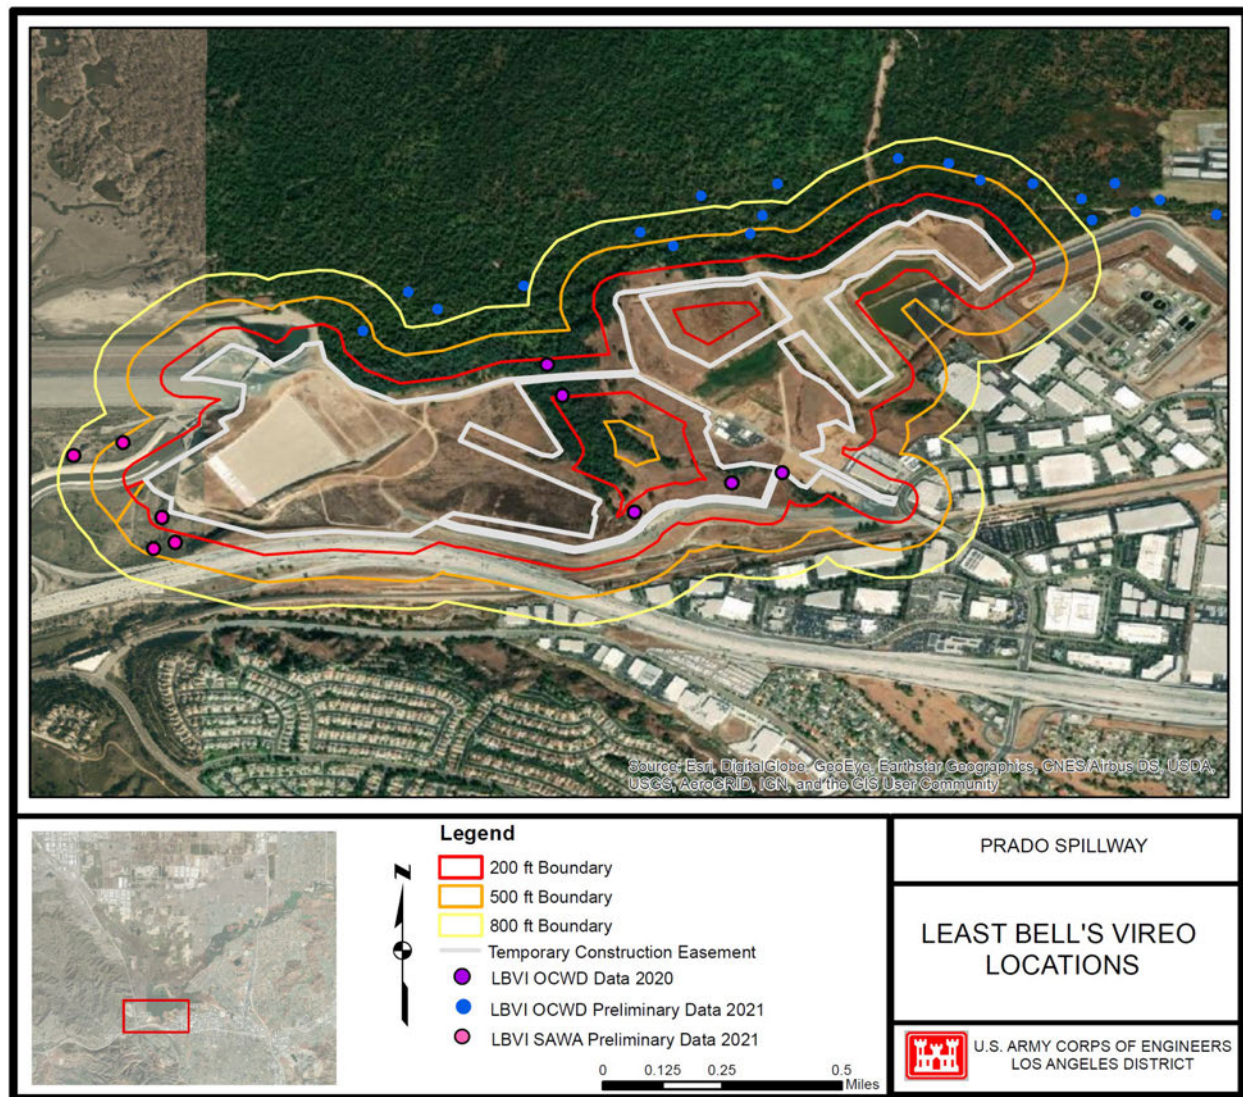 Source: Esri, DigitalGlobe, GeoEye, Earthstar Geographics, CNES/Airbus DS, USDA,
USGS, AeroGRID, IGN, and the GIS User Community
Legend
200 ft Boundary
500 ft Boundary
800 ft Boundary
Temporary Construction Easement
LBVI OCWD Data 2020
LBVI OCWD Preliminary Data 2021
LBVI SAWA Preliminary Data 2021
N
0 0.125 0.25 0.5
Miles
PRADO SPILLWAY
LEAST BELL'S VIREO
LOCATIONS
U.S. ARMY CORPS OF ENGINEERS
LOS ANGELES DISTRICT